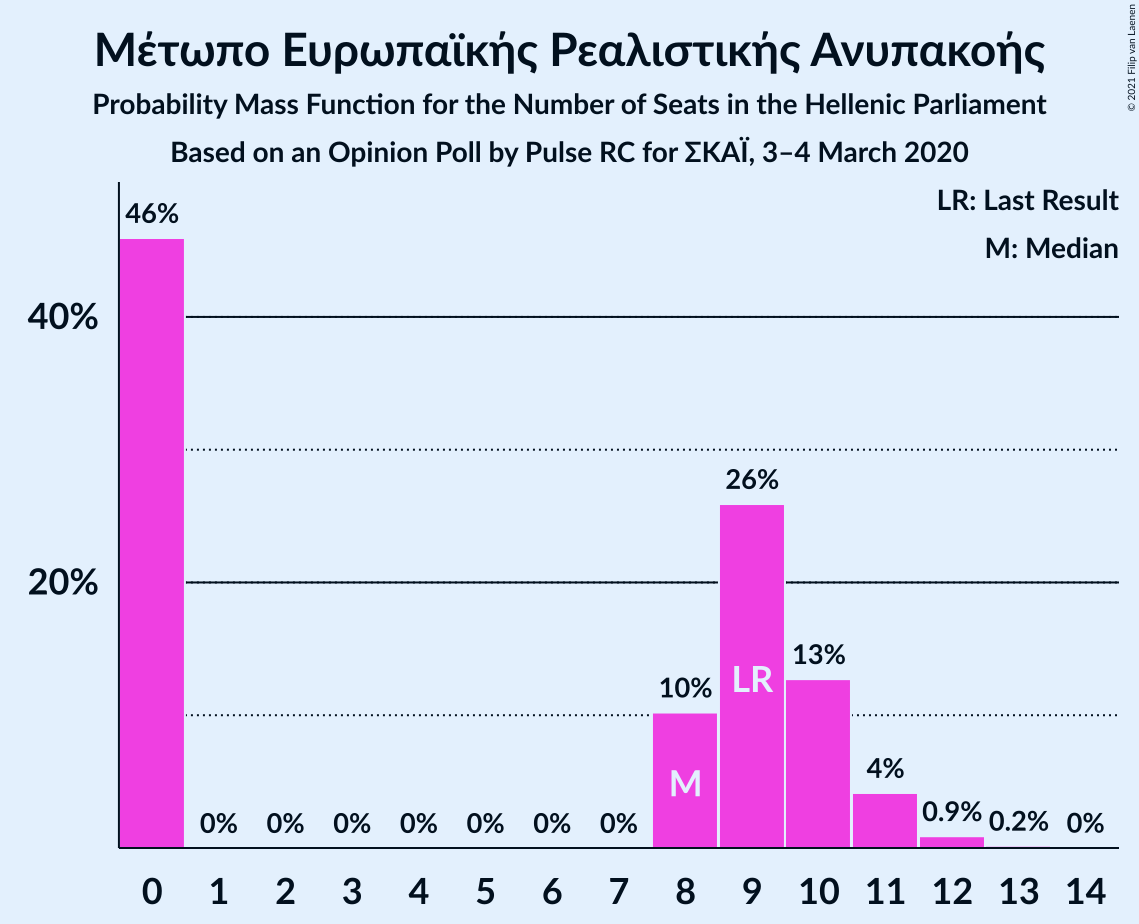 Μέτωπο Ευρωπαϊκής Ρεαλιστικής Ανυπακοής
Probability Mass Function for the Number of Seats in the Hellenic Parliament
Based on an Opinion Poll by Pulse RC for ΣΚΑΪ, 3–4 March 2020
© 2021 Filip van Laenen
LR: Last Result
M: Median
46%
40%
26%
20%
13%
LR
10%
4%
M
0% 0% 0% 0% 0% 0% 0% 0.9% 0.2% 0%
0 1 2 3 4 5 6 7 8 9 10 11 12 13 14